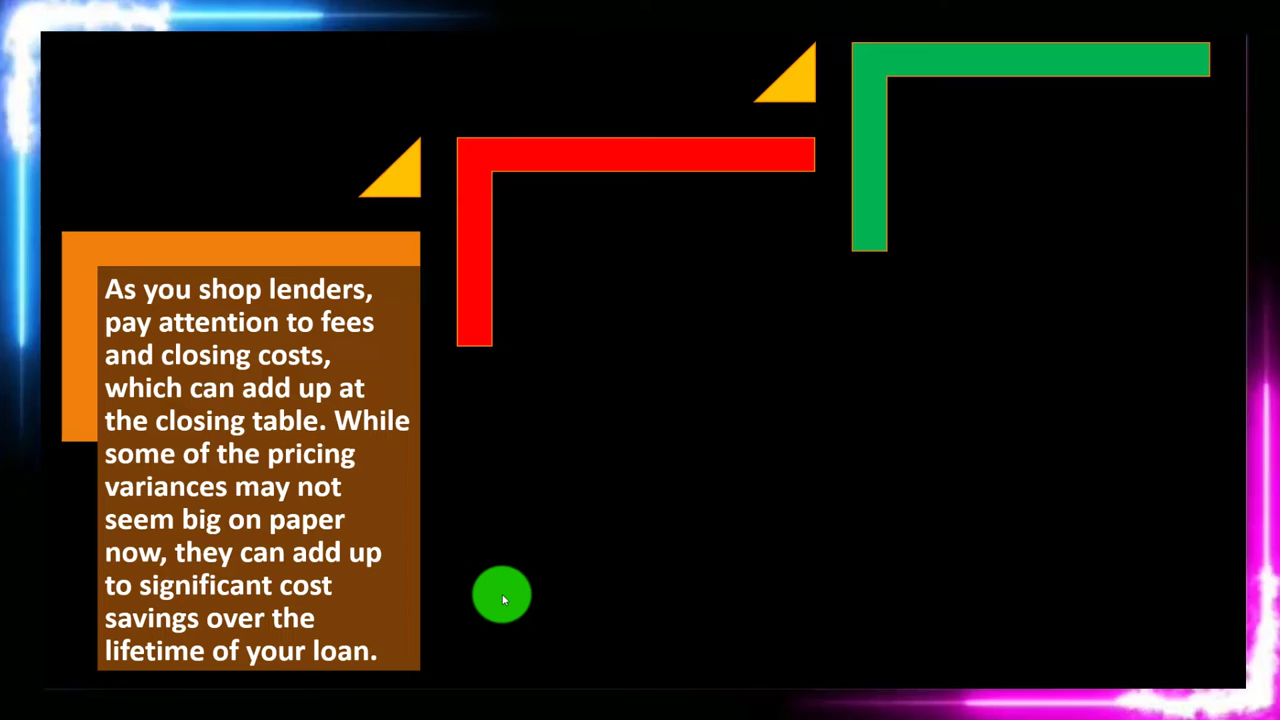 As you shop lenders,
pay attention to fees
and closing costs,
which can add up at
the closing table. While
some of the pricing
variances may not
seem big on paper
now, they can add up
to significant cost
savings over the
lifetime of your loan.